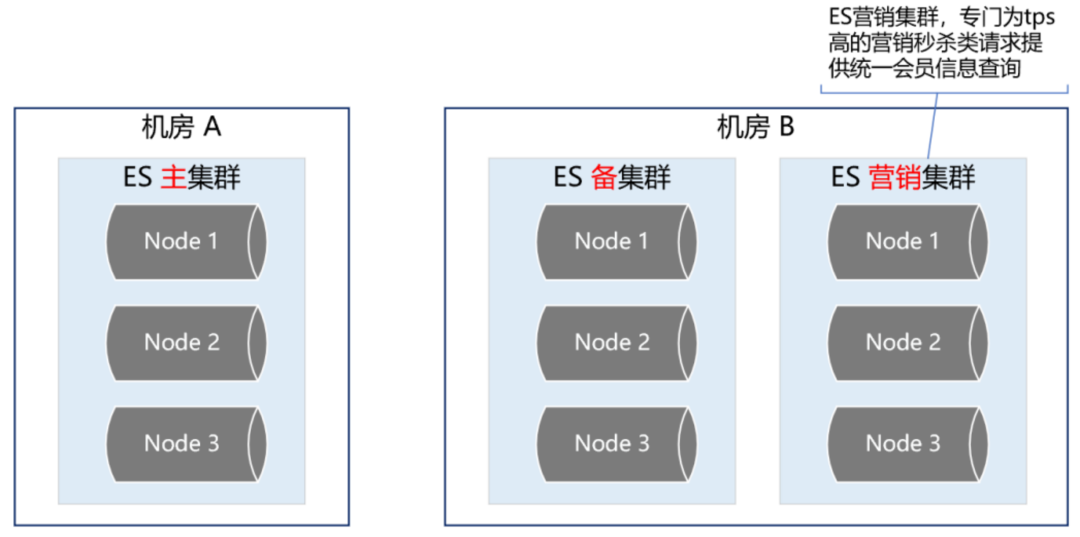 ES营销集群，专门为tps
高的营销秒杀类请求提
供统一会员信息查询
机房 A
ES 主集群
Node 1
Node 2
Node 3
机房 B
ES 备集群
Node 1
Node 2
Node 3
ES 营销集群
Node 1
Node 2
Node 3